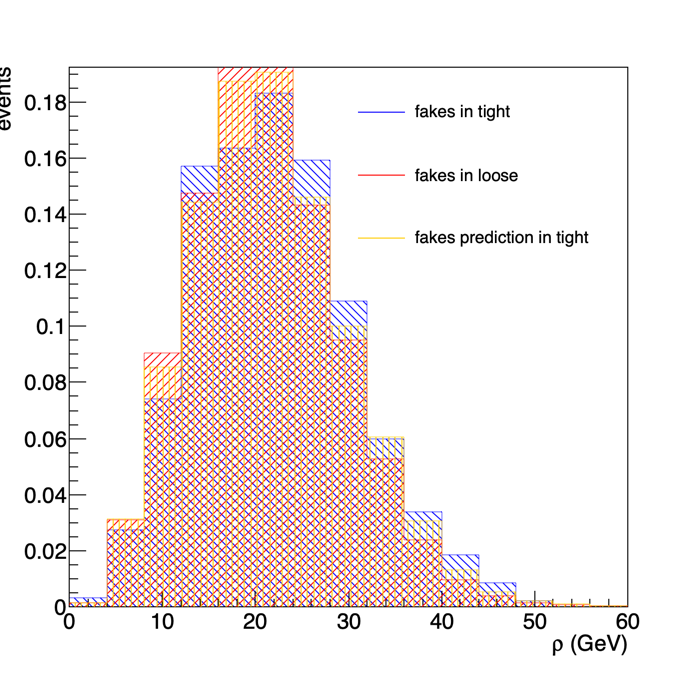 events
0.18
0.16
0.14
0.12
0.1
0.08
0.06
0.04
0.02
0
fakes in tight
fakes in loose
fakes prediction in tight
0 10 20 30 40 50 60
ρ (GeV)